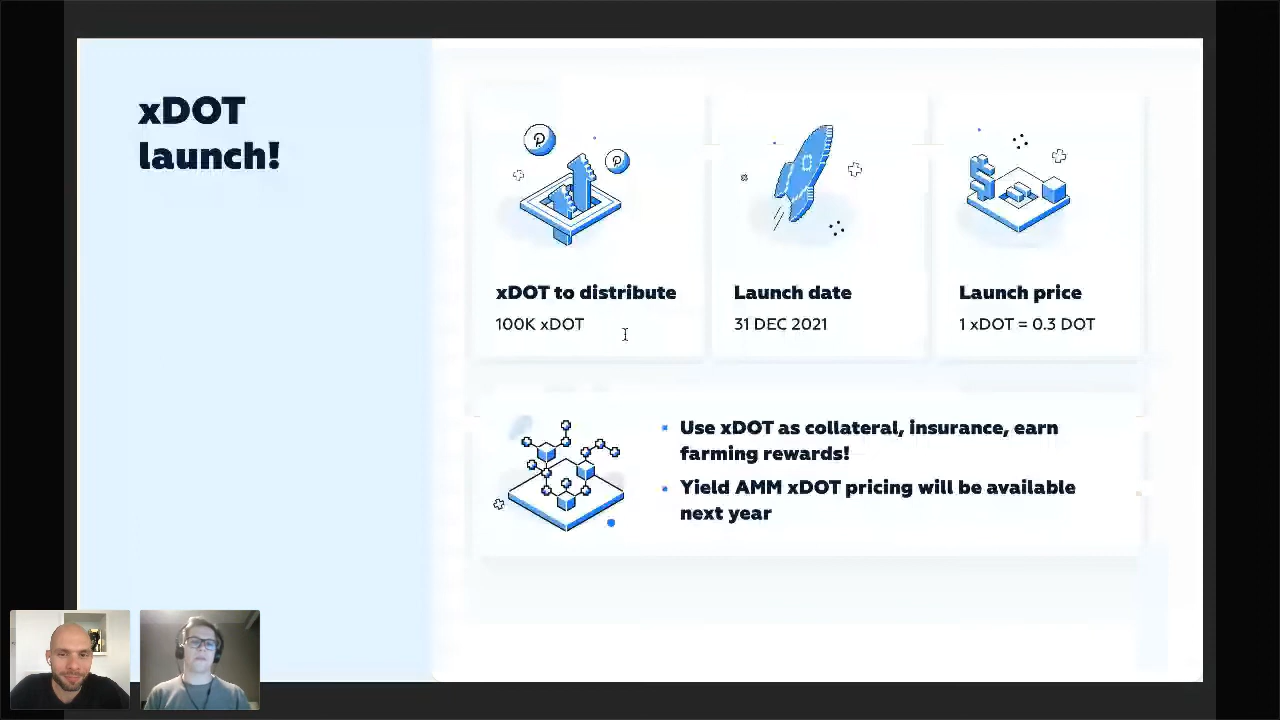 xDOT
launch!
xDOT to distribute
100K xDOT
Launch date
31 DEC 2021
Launch price
1 xDOT = 0.3 DOT
Use xDOT as collateral, insurance, earn
farming rewards!
Yield AMM xDOT pricing will be available
next year